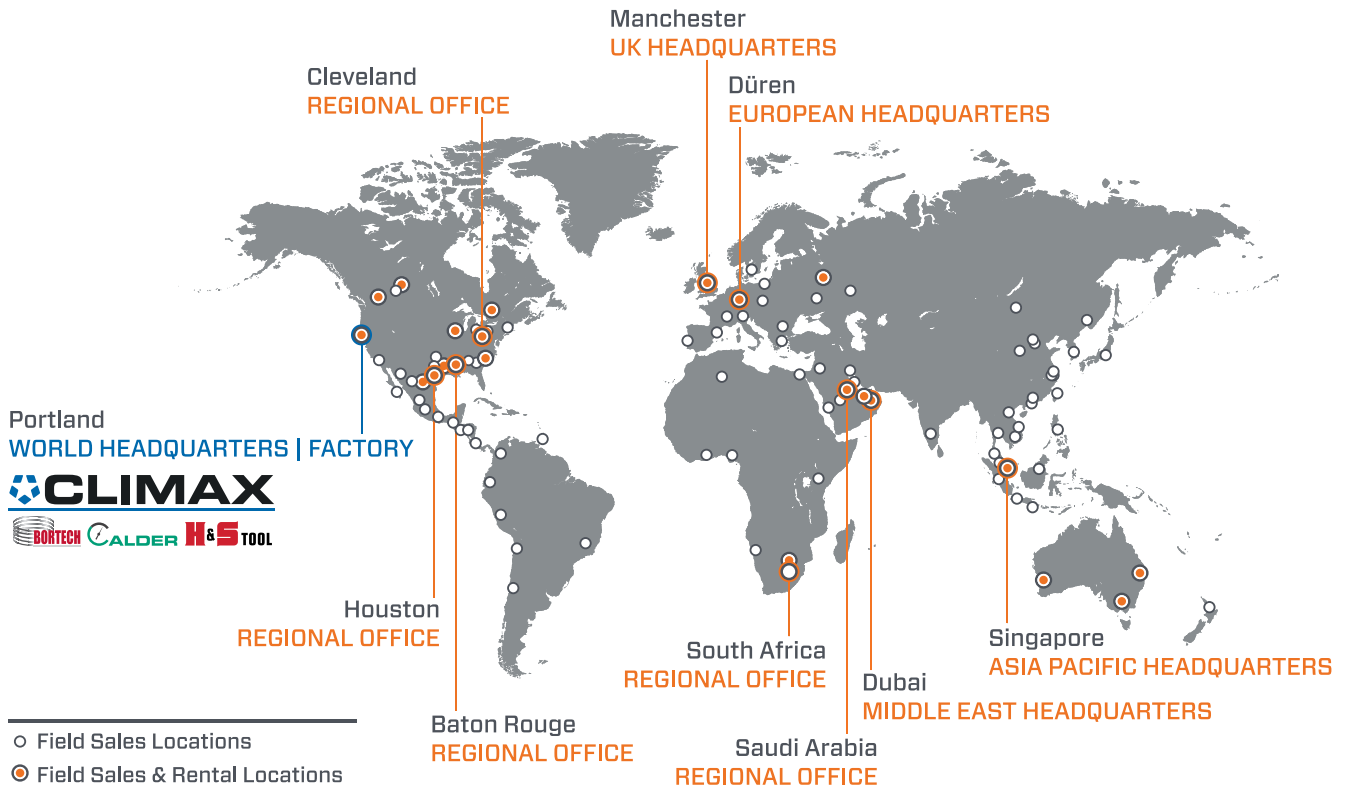 Manchester
UK HEADQUARTERS
Cleveland
REGIONAL OFFICE
Düren
EUROPEAN HEADQUARTERS
Portland
WORLD HEADQUARTERS | FACTORY
CLIMAX
BORTECH CALDER H&S TOOL
Houston
REGIONAL OFFICE
South Africa
REGIONAL OFFICE
Singapore
ASIA PACIFIC HEADQUARTERS
Dubai
MIDDLE EAST HEADQUARTERS
Baton Rouge
REGIONAL OFFICE
Saudi Arabia
REGIONAL OFFICE
Field Sales Locations
Field Sales & Rental Locations